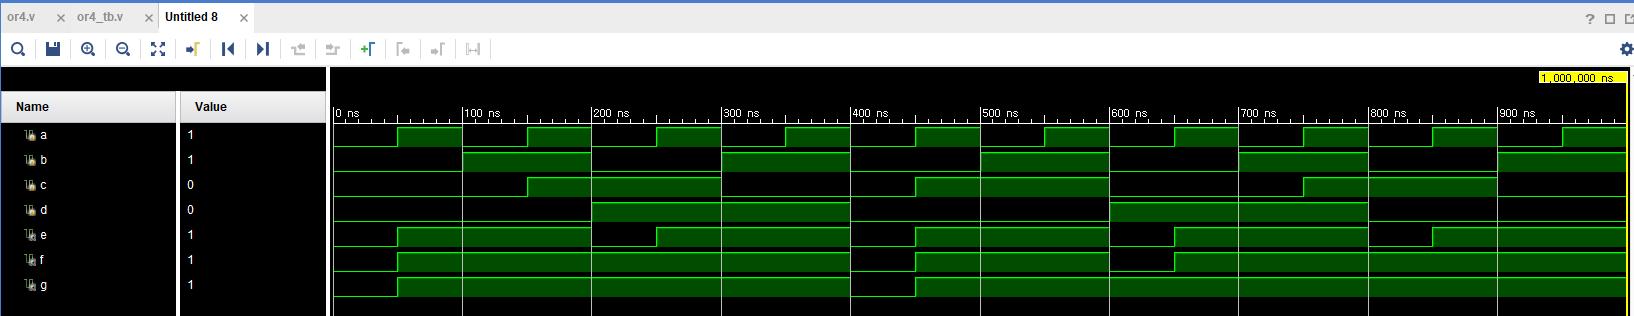 or4.v × or4_tb.v × Untitled 8 ×
?
1,000,000 ns
Name Value
0 ns 100 ns 200 ns 300 ns 400 ns 500 ns 600 ns 700 ns 800 ns 900 ns
a 1
b 1
c 0
d 0
e 1
f 1
g 1